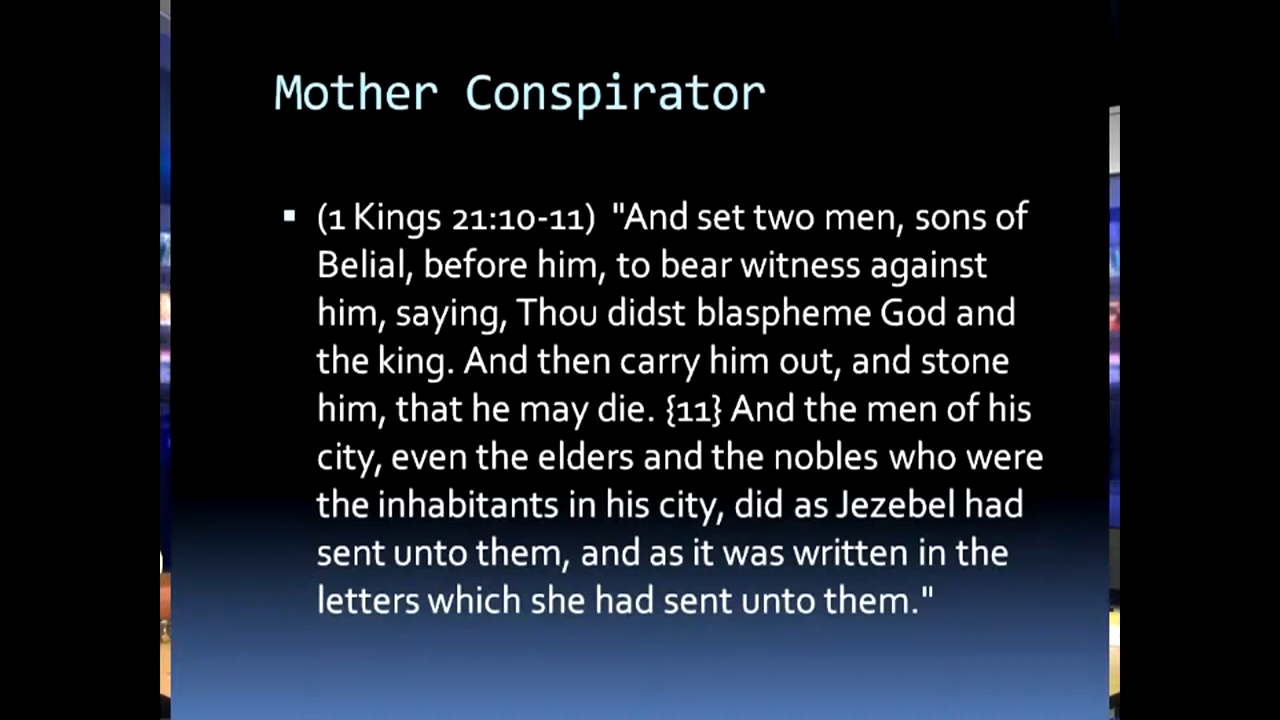 Mother Conspirator
▪ (1 Kings 21:10-11) "And set two men, sons of
Belial, before him, to bear witness against
him, saying, Thou didst blaspheme God and
the king. And then carry him out, and stone
him, that he may die. {11} And the men of his
city, even the elders and the nobles who were
the inhabitants in his city, did as Jezebel had
sent unto them, and as it was written in the
letters which she had sent unto them."